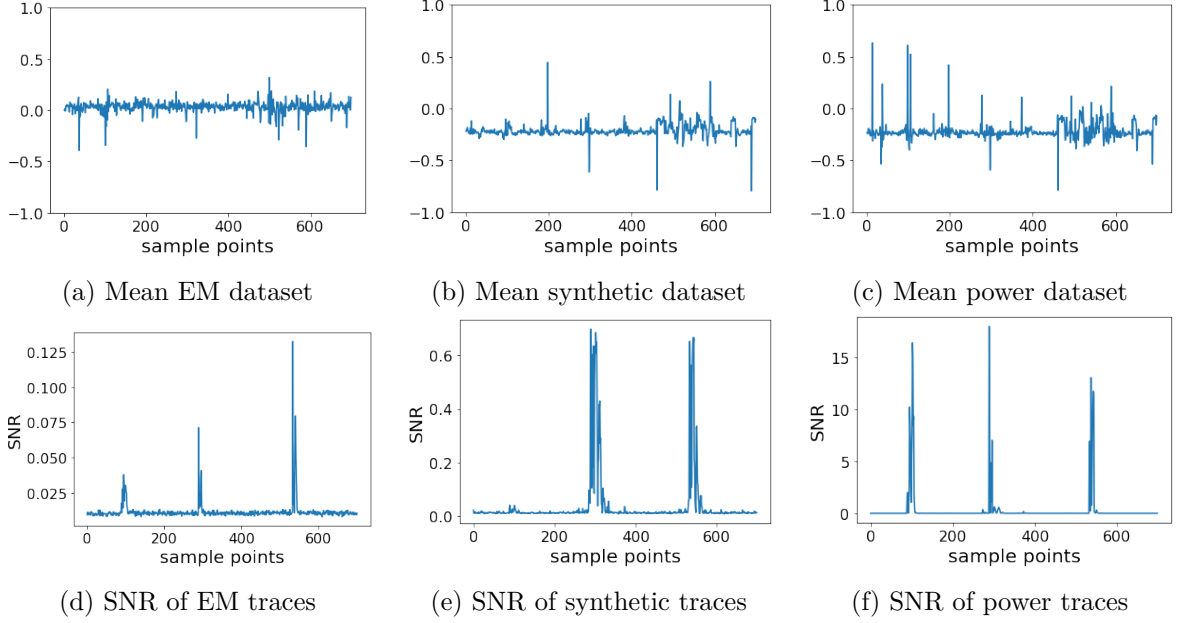 1.0
0.5
0.0
−0.5
−1.0
0 200 400 600
sample points
(a) Mean EM dataset
1.0
0.5
0.0
−0.5
−1.0
0 200 400 600
sample points
(b) Mean synthetic dataset
1.0
0.5
0.0
−0.5
−1.0
0 200 400 600
sample points
(c) Mean power dataset
SNR
0.125
0.100
0.075
0.050
0.025
0 200 400 600
sample points
(d) SNR of EM traces
SNR
0.6
0.4
0.2
0.0
0 200 400 600
sample points
(e) SNR of synthetic traces
SNR
15
10
5
0
0 200 400 600
sample points
(f) SNR of power traces